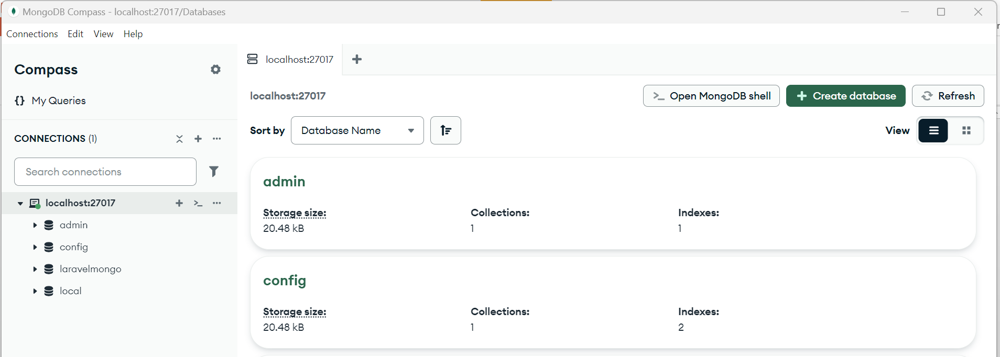 MongoDB Compass - localhost:27017/Databases
Connections Edit View Help
Compass
My Queries
CONNECTIONS (1)
Search connections
localhost:27017
admin
config
laravelmongo
local
localhost:27017
localhost:27017
Open MongoDB shell
Create database
Refresh
Sort by
Database Name
View
admin
Storage size: Collections: Indexes:
20.48 kB 1 1
config
Storage size: Collections: Indexes:
20.48 kB 1 2